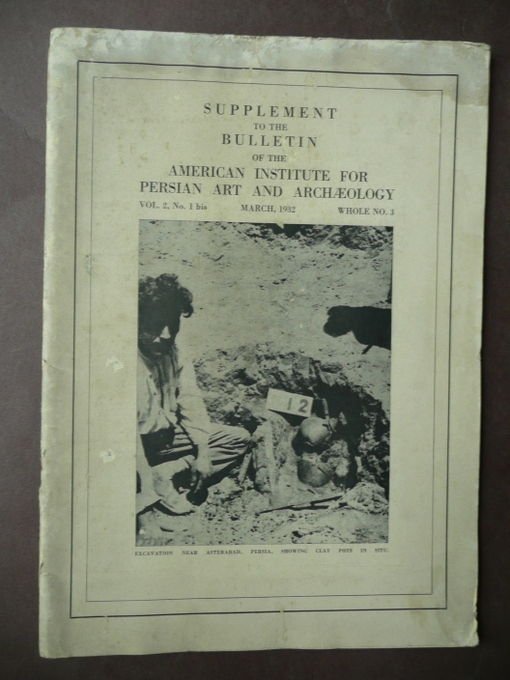 SUPPLEMENT
TO THE
BULLETIN
OF THE
AMERICAN INSTITUTE FOR
PERSIAN ART AND ARCHÆOLOGY
VOL. 2, No. 1 bis MARCH, 1932 WHOLE NO. 3
12
EXCAVATION NEAR ASTERABAD, PERSIA, SHOWING CLAY POTS IN SITU.